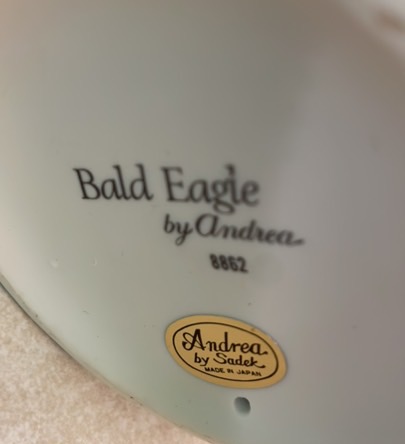 Bald Eagle
by Andrea
8862
Andrea
by Sadek
MADE IN JAPAN